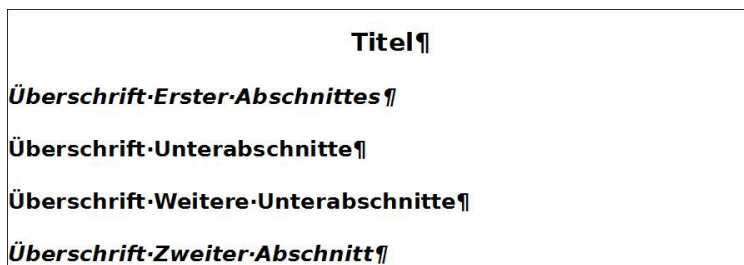 Titel¶
Überschrift·Erster·Abschnittes¶
Überschrift·Unterabschnitte¶
Überschrift·Weitere·Unterabschnitte¶
Überschrift·Zweiter·Abschnitt¶